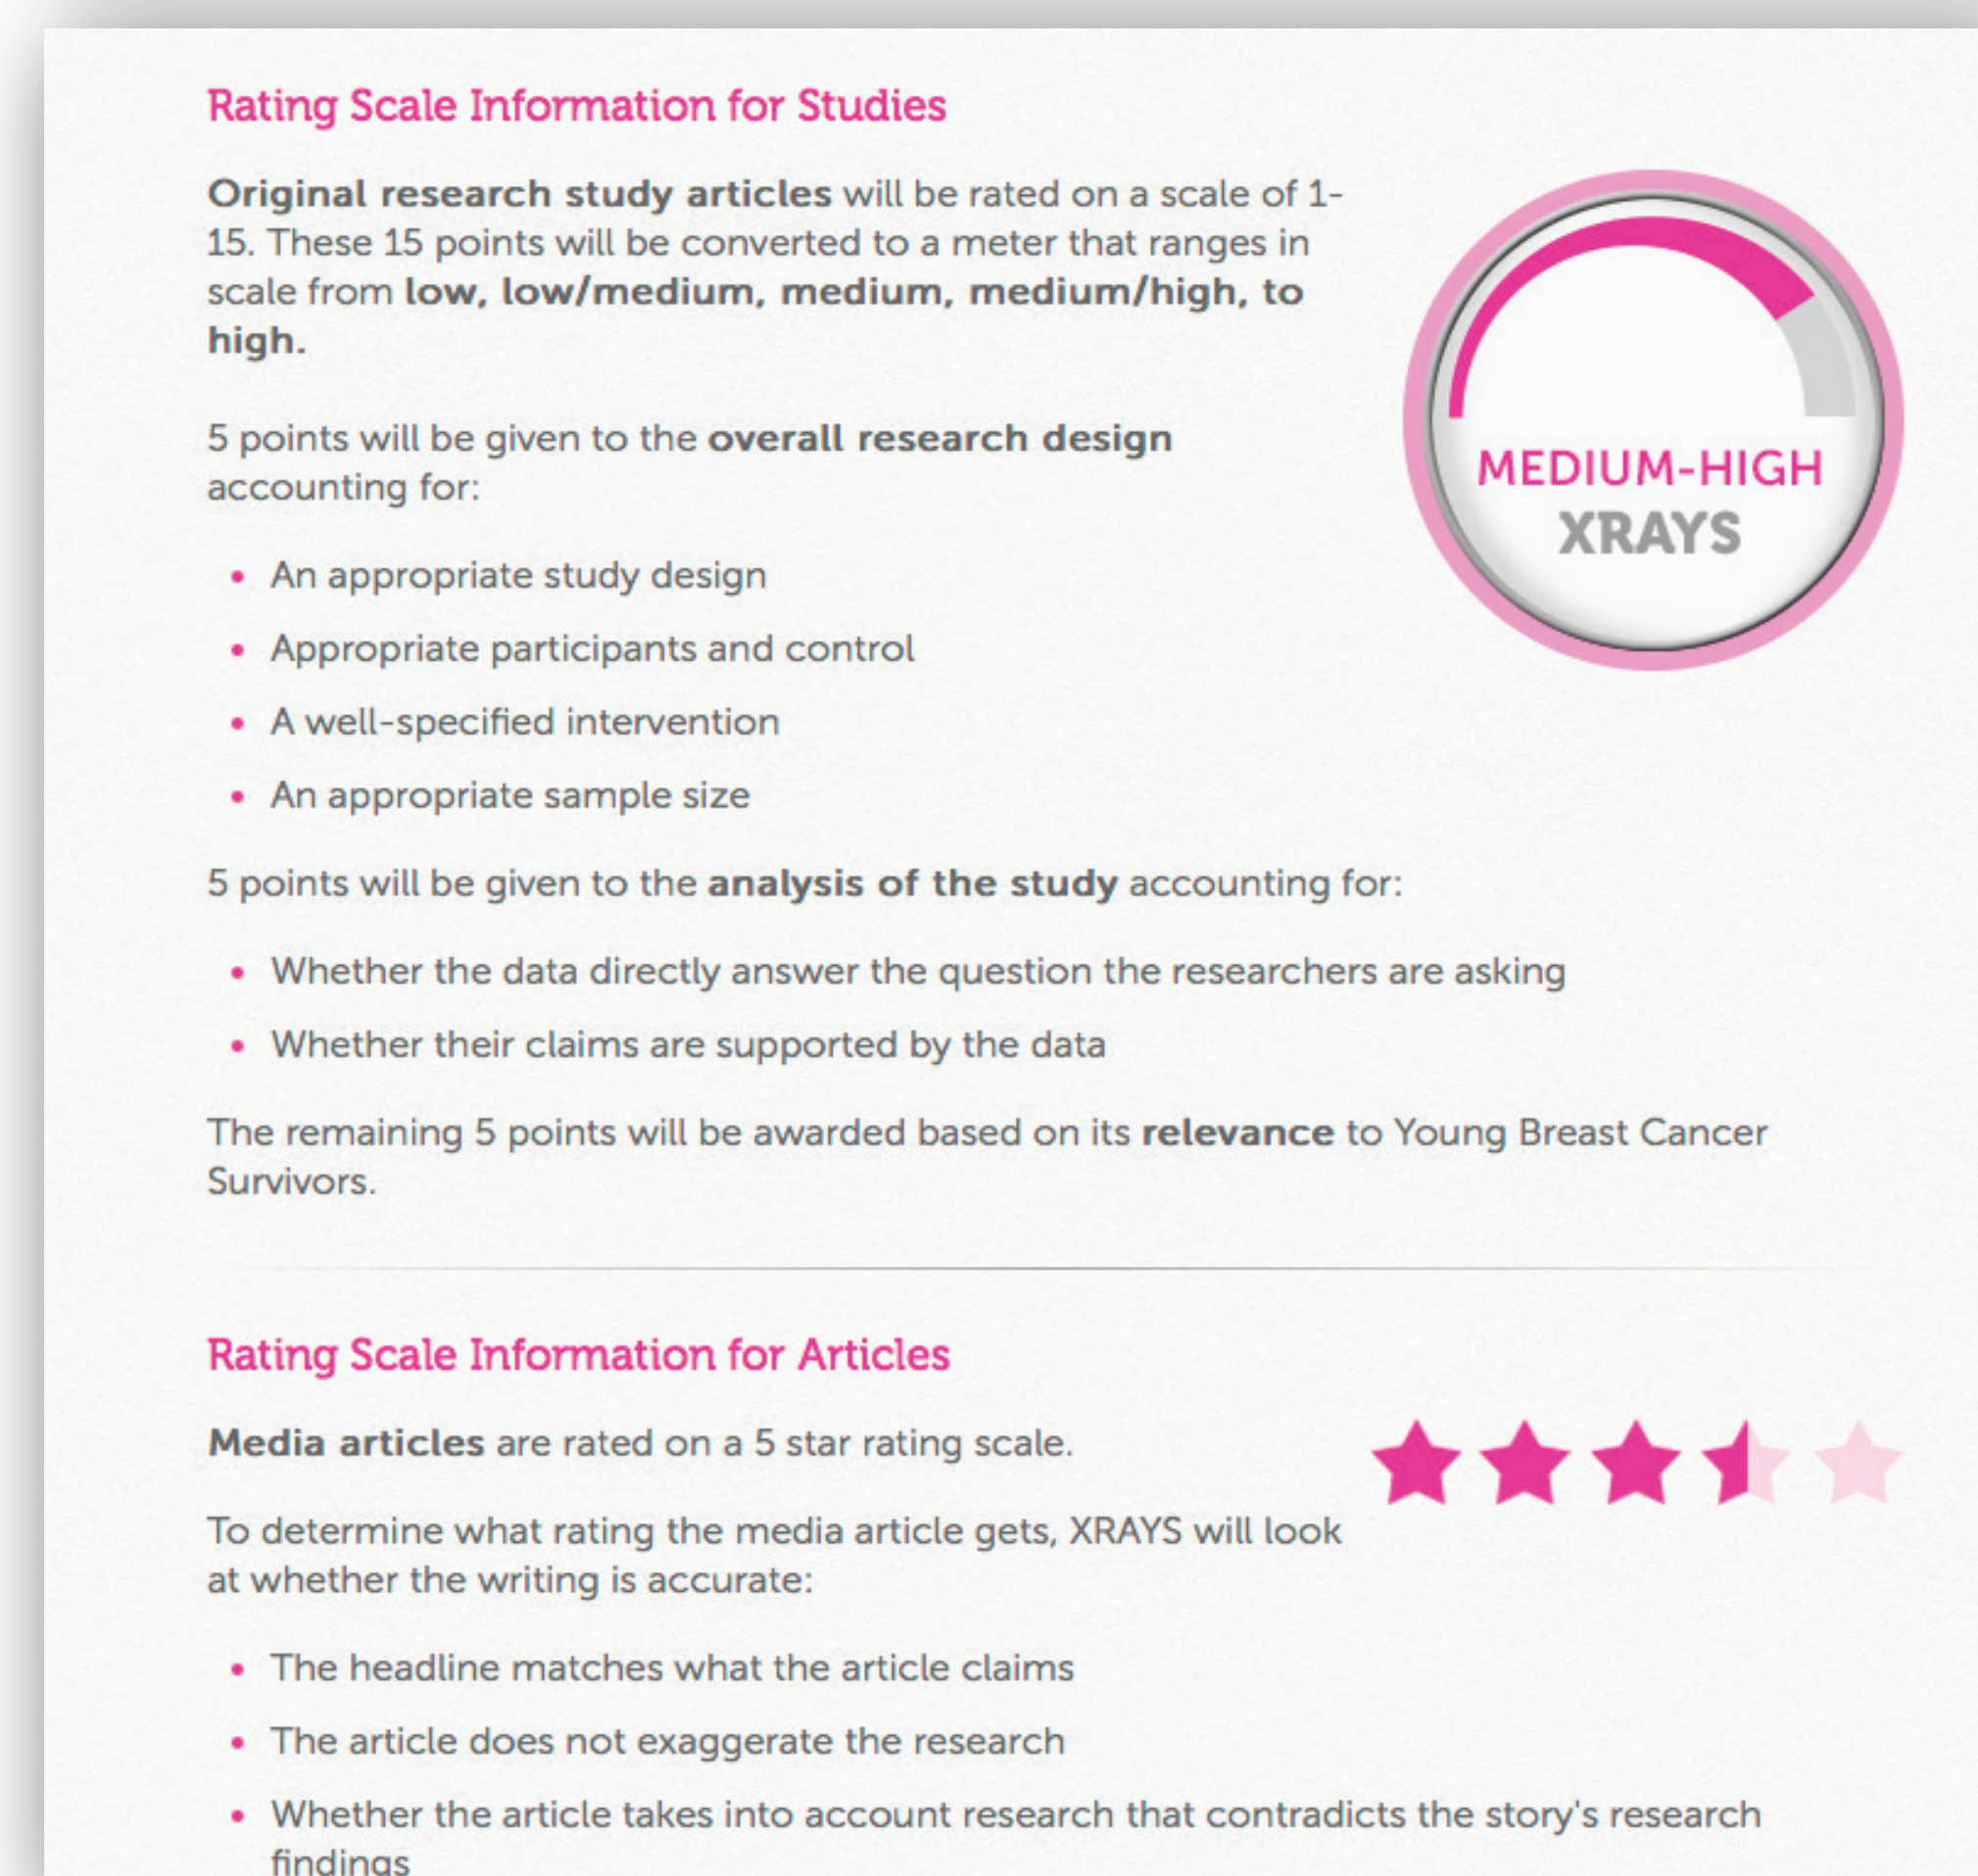 Rating Scale Information for Studies
Original research study articles will be rated on a scale of 1-
15. These 15 points will be converted to a meter that ranges in
scale from low, low/medium, medium, medium/high, to
high.
MEDIUM-HIGH
XRAYS
5 points will be given to the overall research design
accounting for:
• An appropriate study design
• Appropriate participants and control
• A well-specified intervention
• An appropriate sample size
5 points will be given to the analysis of the study accounting for:
• Whether the data directly answer the question the researchers are asking
• Whether their claims are supported by the data
The remaining 5 points will be awarded based on its relevance to Young Breast Cancer
Survivors.
Rating Scale Information for Articles
Media articles are rated on a 5 star rating scale.
To determine what rating the media article gets, XRAYS will look
at whether the writing is accurate:
• The headline matches what the article claims
• The article does not exaggerate the research
• Whether the article takes into account research that contradicts the story's research
findings